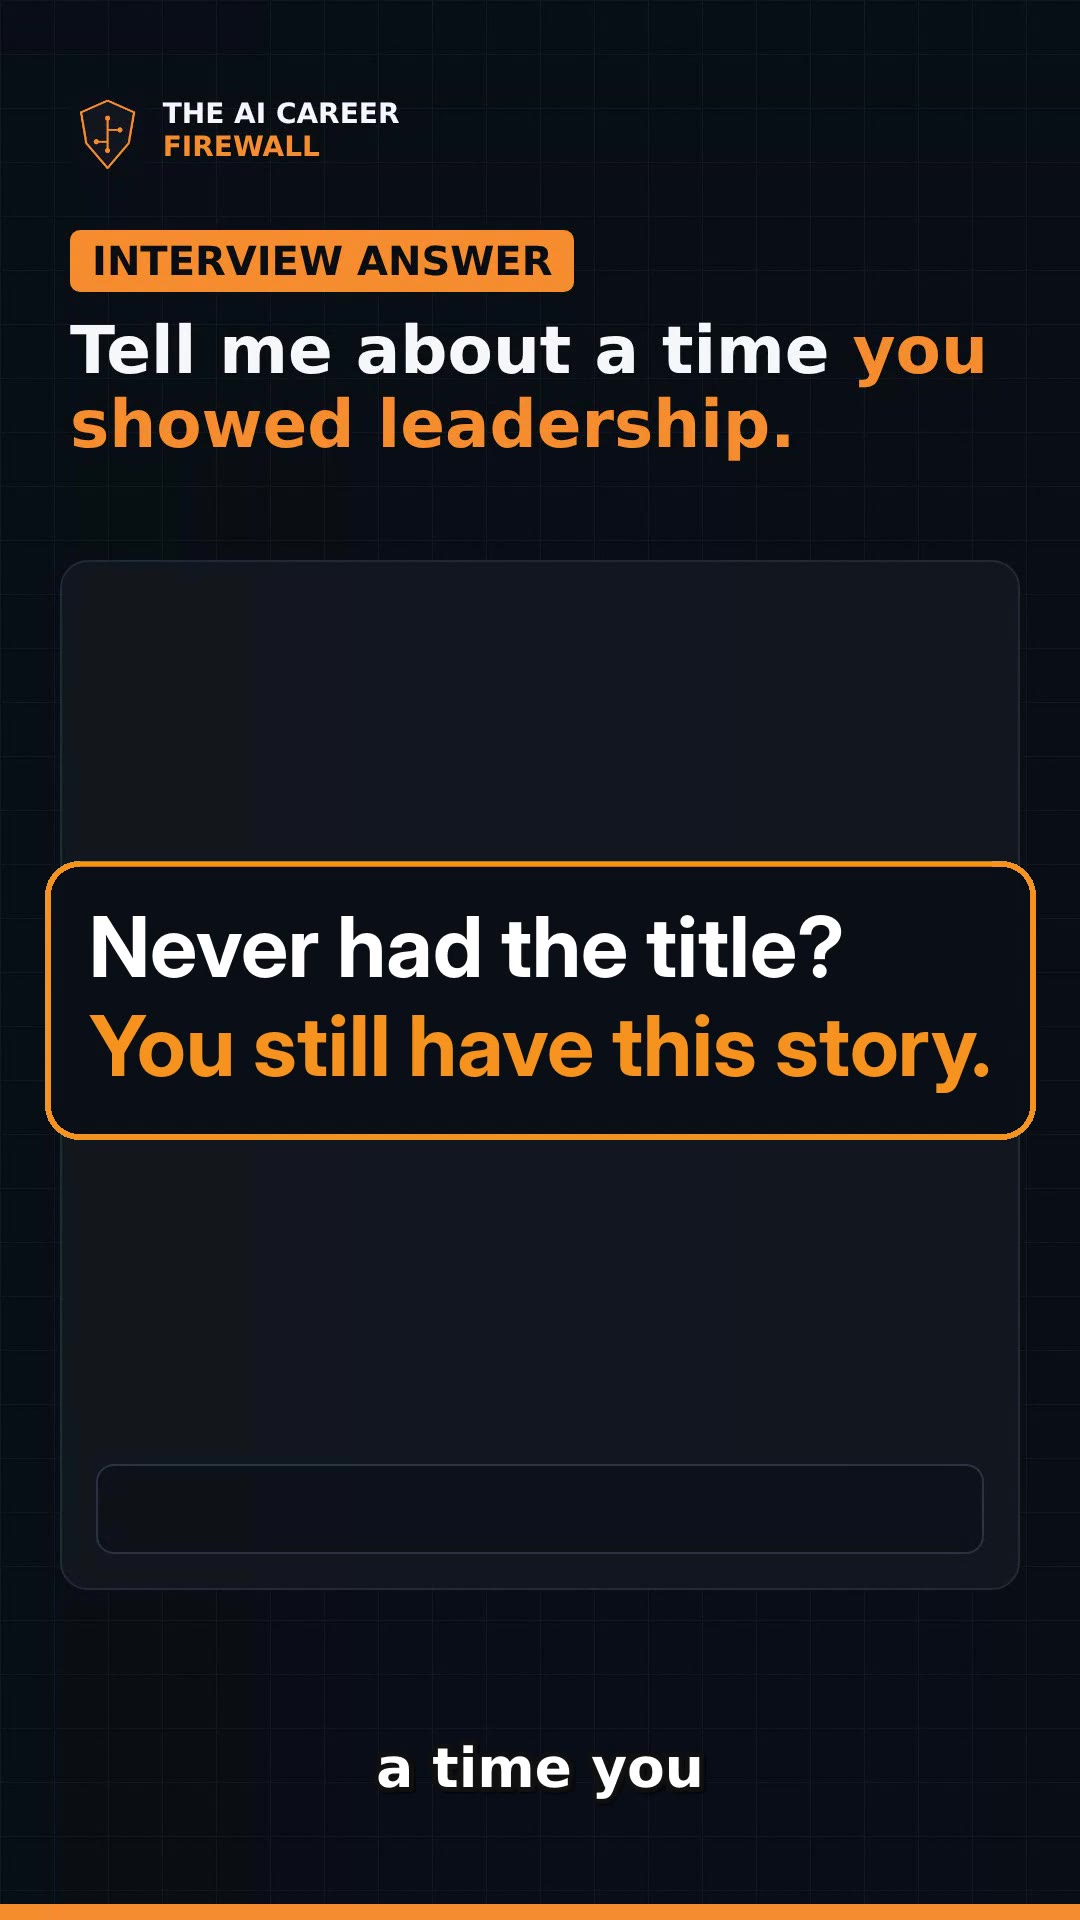 THE AI CAREER
FIREWALL
INTERVIEW ANSWER
Tell me about a time you
showed leadership.
Never had the title?
You still have this story.
a time you